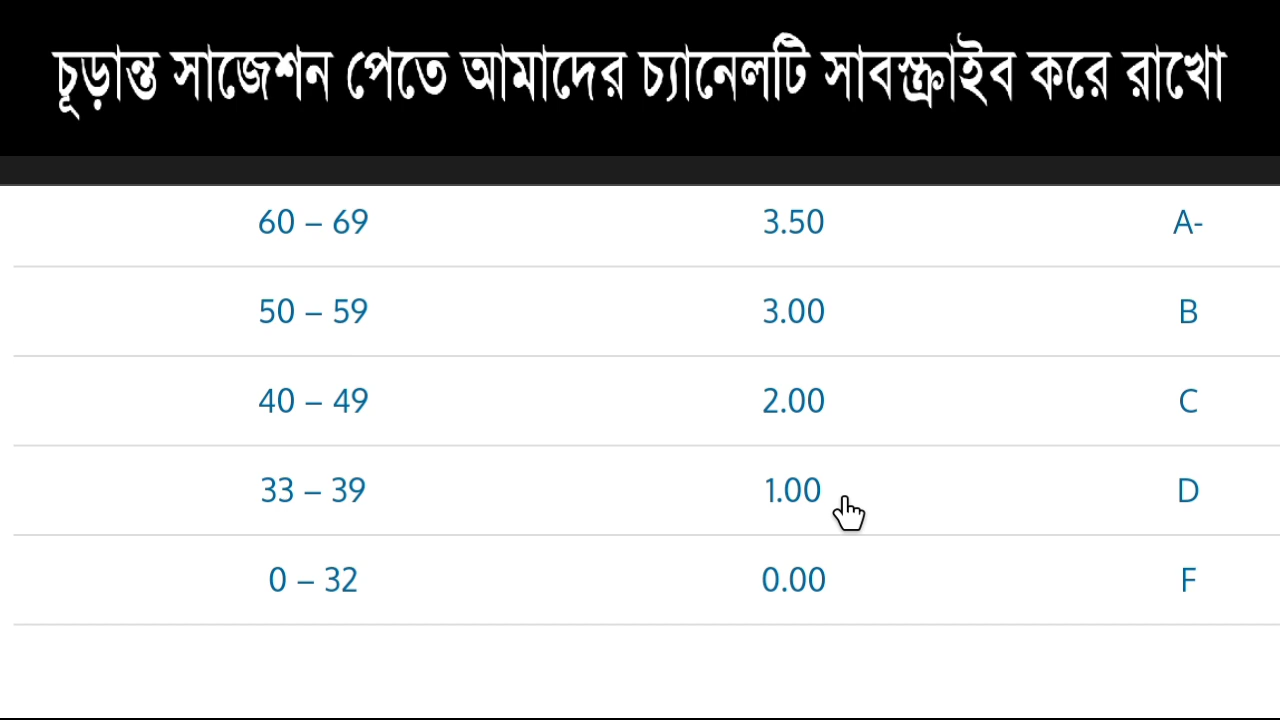 চূড়ান্ত সাজেশন পেতে আমাদের চ্যানেলটি সাবস্ক্রাইব করে রাখো
60 – 69 3.50 A-
50 – 59 3.00 B
40 – 49 2.00 C
33 – 39 1.00 D
0 – 32 0.00 F